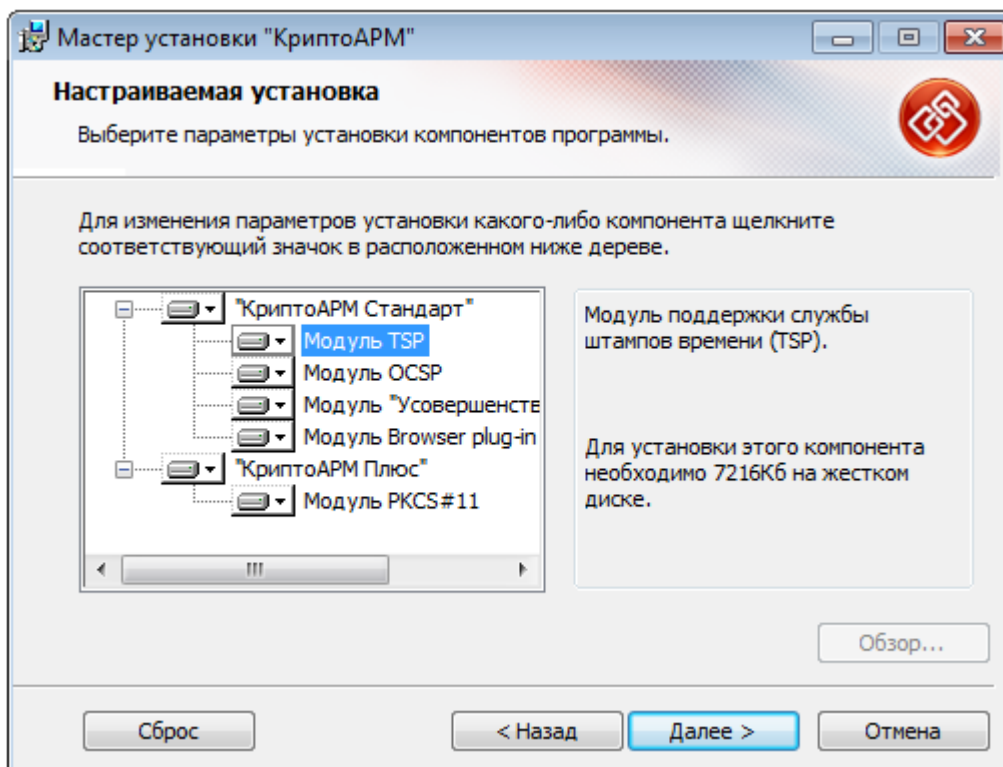 Мастер установки "КриптоАРМ"
Настраиваемая установка
Выберите параметры установки компонентов программы.
Для изменения параметров установки какого-либо компонента щелкните
соответствующий значок в расположенном ниже дереве.
"КриптоАРМ Стандарт"
Модуль TSP
Модуль OCSP
Модуль "Усовершенств
Модуль Browser plug-in
"КриптоАРМ Плюс"
Модуль PKCS#11
Модуль поддержки службы
штампов времени (TSP).
Для установки этого компонента
необходимо 7216Кб на жестком
диске.
Обзор...
Сброс
< Назад
Далее >
Отмена